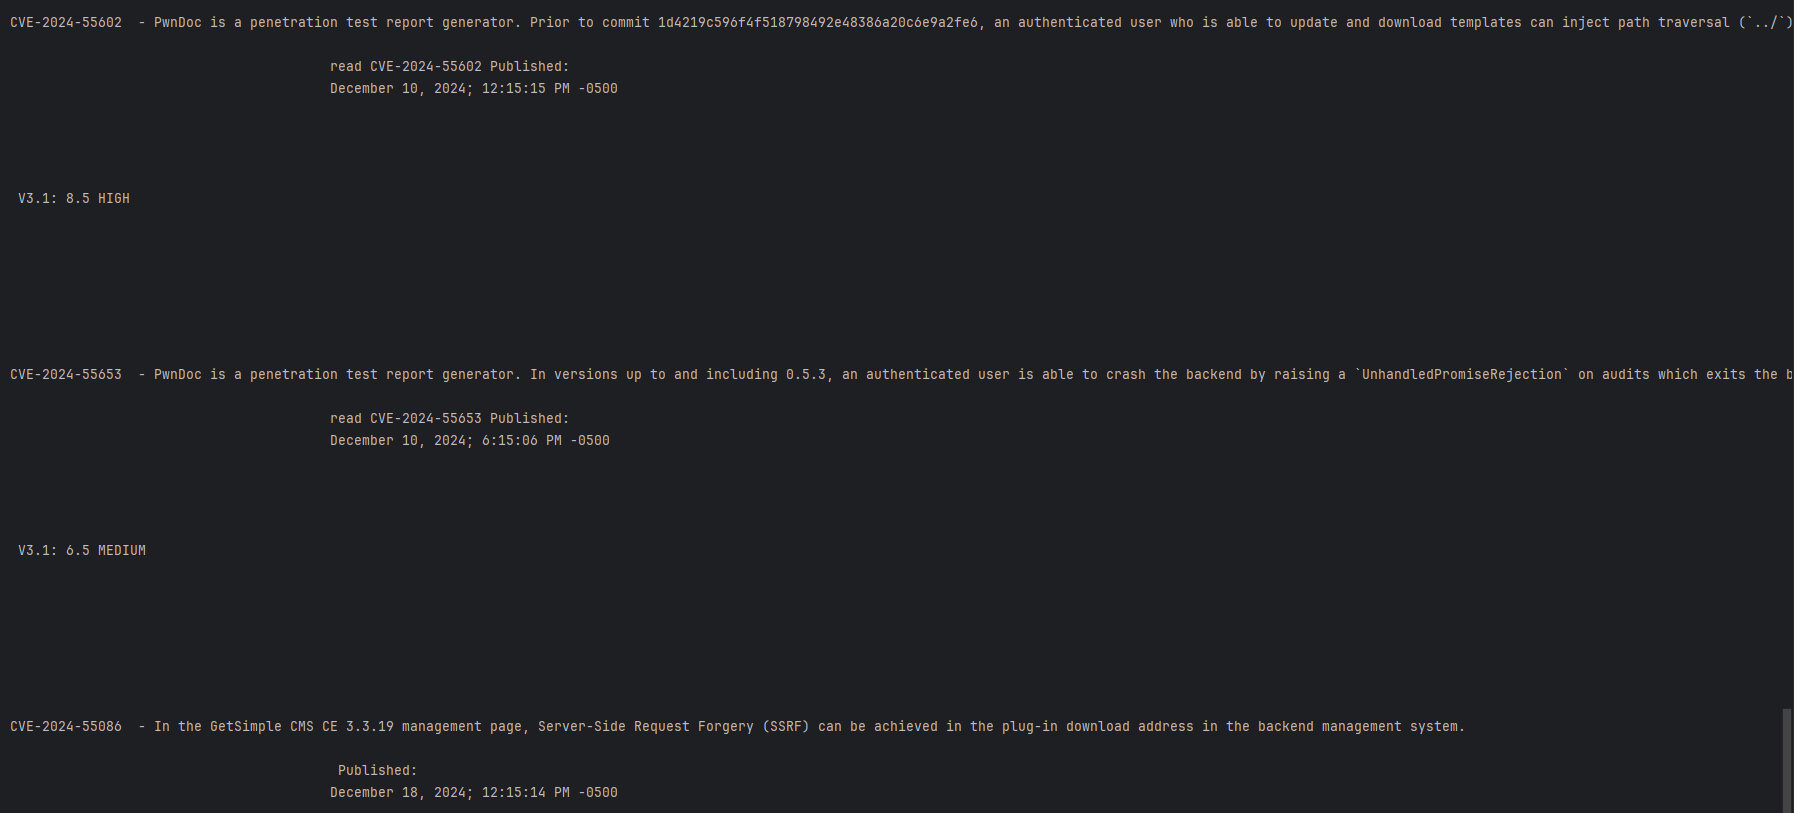 CVE-2024-55602  - PwnDoc is a penetration test report generator. Prior to commit 1d4219c596f4f518798492e48386a20c6e9a2fe6, an authenticated user who is able to update and download templates can inject path traversal (`../`)
read CVE-2024-55602 Published:
December 10, 2024; 12:15:15 PM -0500
V3.1: 8.5 HIGH
CVE-2024-55653  - PwnDoc is a penetration test report generator. In versions up to and including 0.5.3, an authenticated user is able to crash the backend by raising a `UnhandledPromiseRejection` on audits which exits the b
read CVE-2024-55653 Published:
December 10, 2024; 6:15:06 PM -0500
V3.1: 6.5 MEDIUM
CVE-2024-55086  - In the GetSimple CMS CE 3.3.19 management page, Server-Side Request Forgery (SSRF) can be achieved in the plug-in download address in the backend management system.
Published:
December 18, 2024; 12:15:14 PM -0500